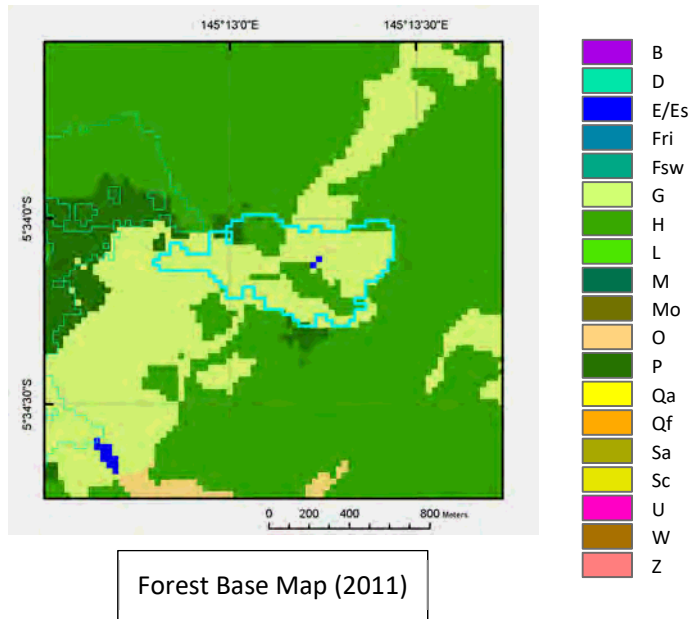 145°13'0"E 145°13'30"E
5°34'0"S
5°34'30"S
0 200 400 800 Meters
B
D
E/Es
Fri
Fsw
G
H
L
M
Mo
O
P
Qa
Qf
Sa
Sc
U
W
Z
Forest Base Map (2011)